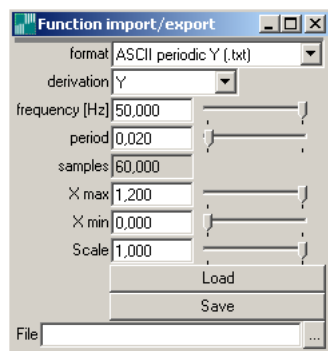 Function import/export
format ASCII periodic Y (.txt)
derivation Y
frequency [Hz] 50,000
period 0,020
samples 60,000
X max 1,200
X min 0,000
Scale 1,000
Load
Save
File ...